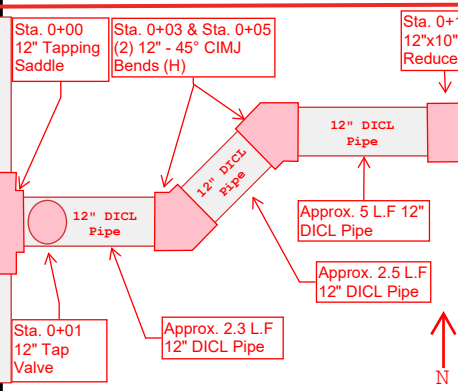 Sta. 0+00
12" Tapping
Saddle
Sta. 0+03 & Sta. 0+05
(2) 12" - 45° CIMJ
Bends (H)
Sta. 0+1
12"x10"
Reduce
12" DICL
Pipe
12" DICL
Pipe
12" DICL
Pipe
Approx. 5 L.F 12"
DICL Pipe
Approx. 2.5 L.F
12" DICL Pipe
Sta. 0+01
12" Tap
Valve
Approx. 2.3 L.F
12" DICL Pipe
N